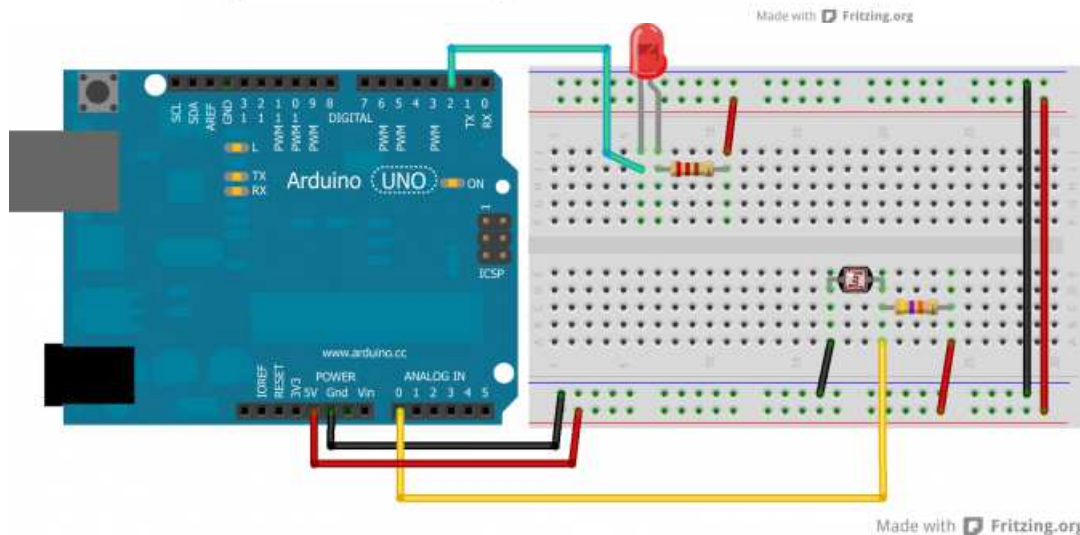 Made with Fritzing.org
SCL
SDA
AREF
GND
13
12
PWM 11
PWM 10
PWM 9
8
7
PWM 6
PWM 5
4
PWM 3
2
TX 1
RX 0
DIGITAL
L
TX
RX
Arduino UNO
ON
1
ICSP
www.arduino.cc
POWER
ANALOG IN
IOREF
RESET
3V3
5V
Gnd
Vin
0 1 2 3 4 5
Made with Fritzing.org